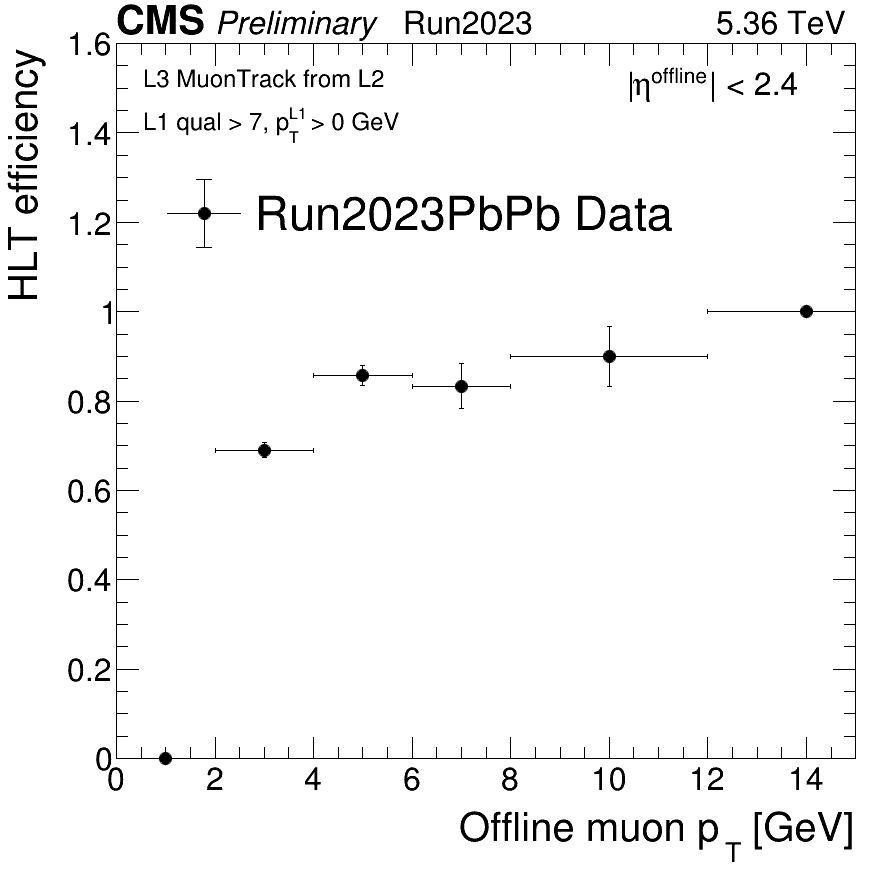 CMS Preliminary Run2023 5.36 TeV
HLT efficiency
L3 MuonTrack from L2
|η^offline| < 2.4
L1 qual > 7, p_T^L1 > 0 GeV
Run2023PbPb Data
1.6
1.4
1.2
1
0.8
0.6
0.4
0.2
0
0 2 4 6 8 10 12 14
Offline muon p_T [GeV]